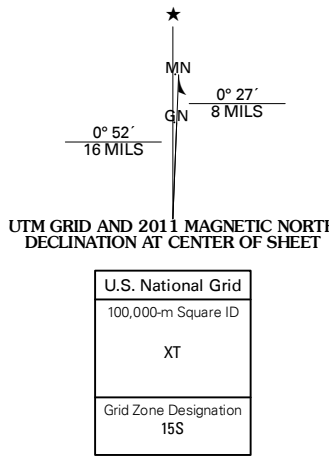 ★
MN
0° 27´
8 MILS
GN
0° 52´
16 MILS
UTM GRID AND 2011 MAGNETIC NORTH
DECLINATION AT CENTER OF SHEET
U.S. National Grid
100,000-m Square ID
XT
Grid Zone Designation
15S